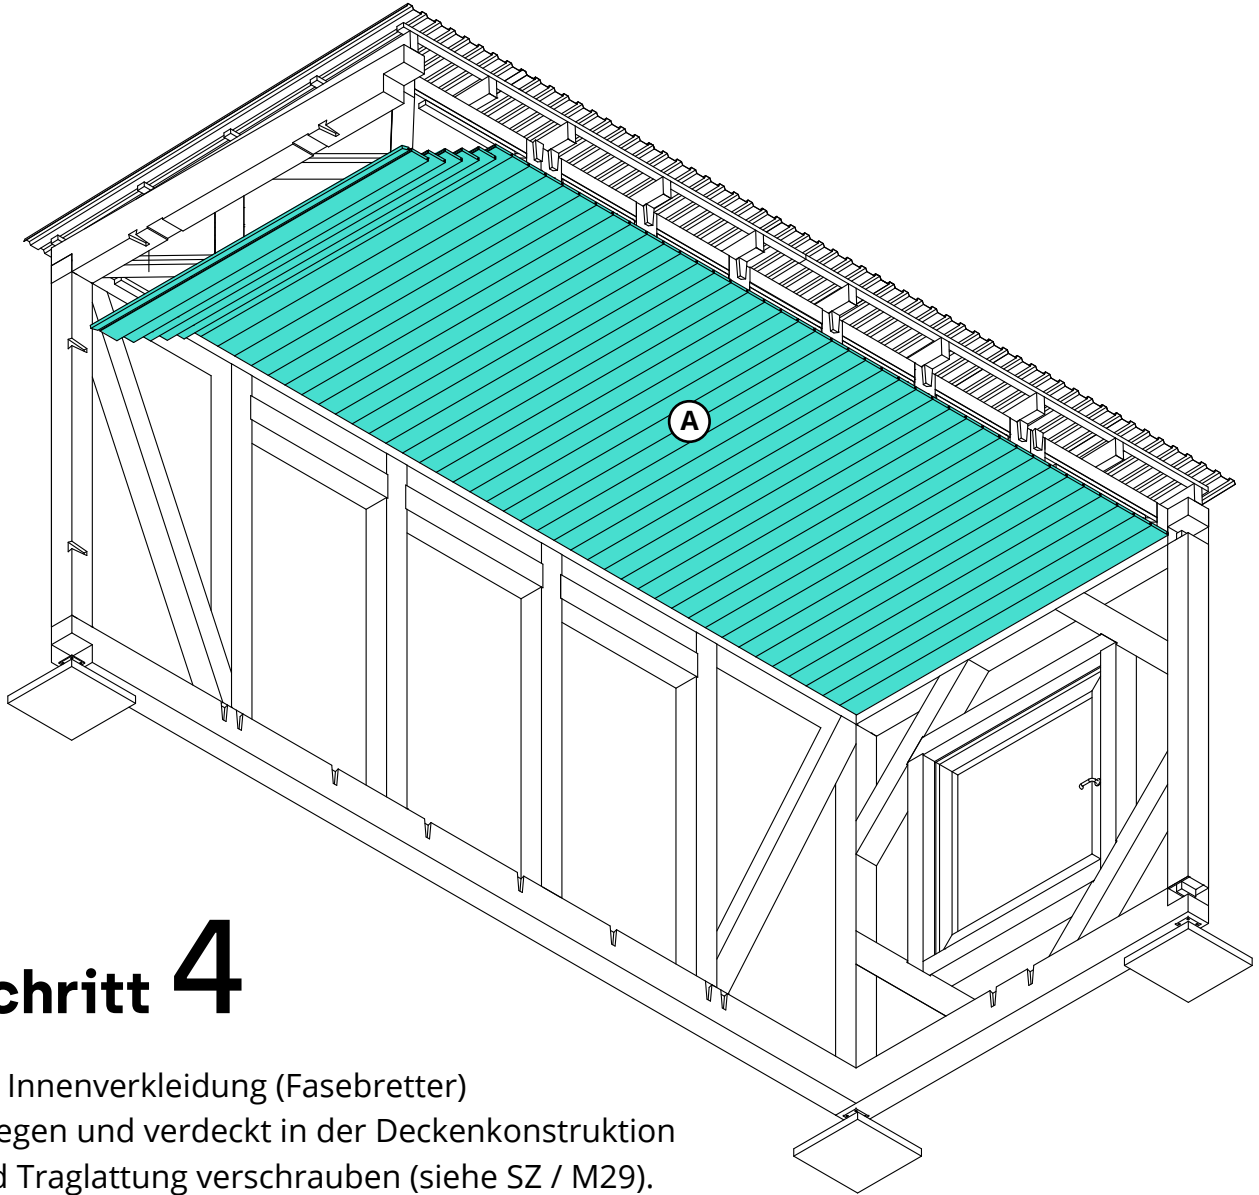 A
chritt 4
Innenverkleidung (Fasebretter)
egen und verdeckt in der Deckenkonstruktion
d Traglattung verschrauben (siehe SZ / M29).